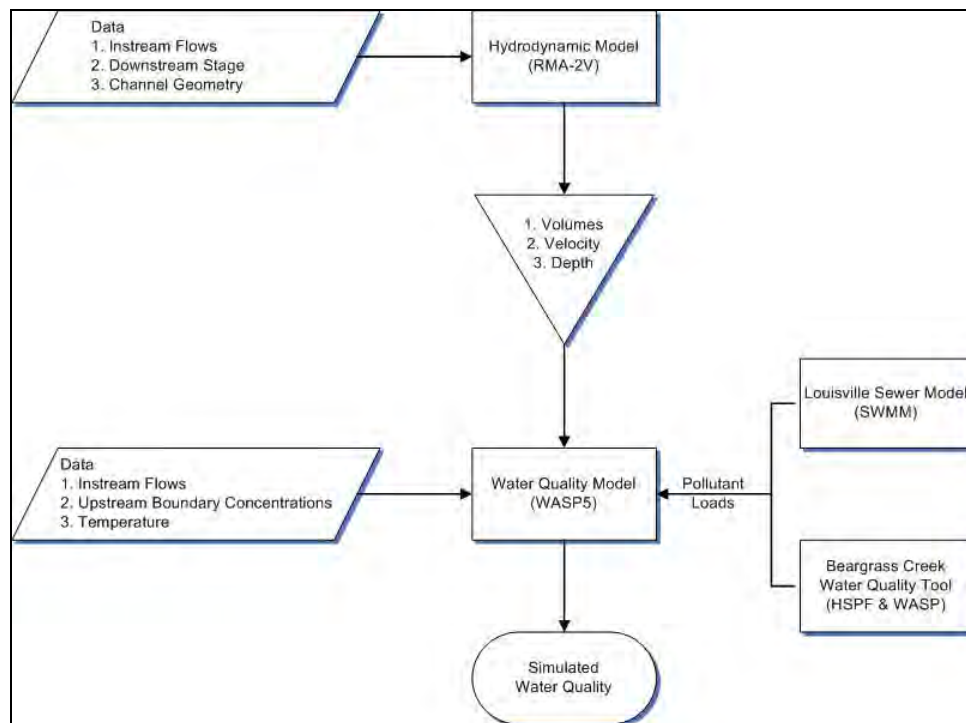 Data
1. Instream Flows
2. Downstream Stage
3. Channel Geometry
Hydrodynamic Model
(RMA-2V)
1. Volumes
2. Velocity
3. Depth
Louisville Sewer Model
(SWMM)
Data
1. Instream Flows
2. Upstream Boundary Concentrations
3. Temperature
Water Quality Model
(WASP5)
Pollutant
Loads
Beargrass Creek
Water Quality Tool
(HSPF & WASP)
Simulated
Water Quality